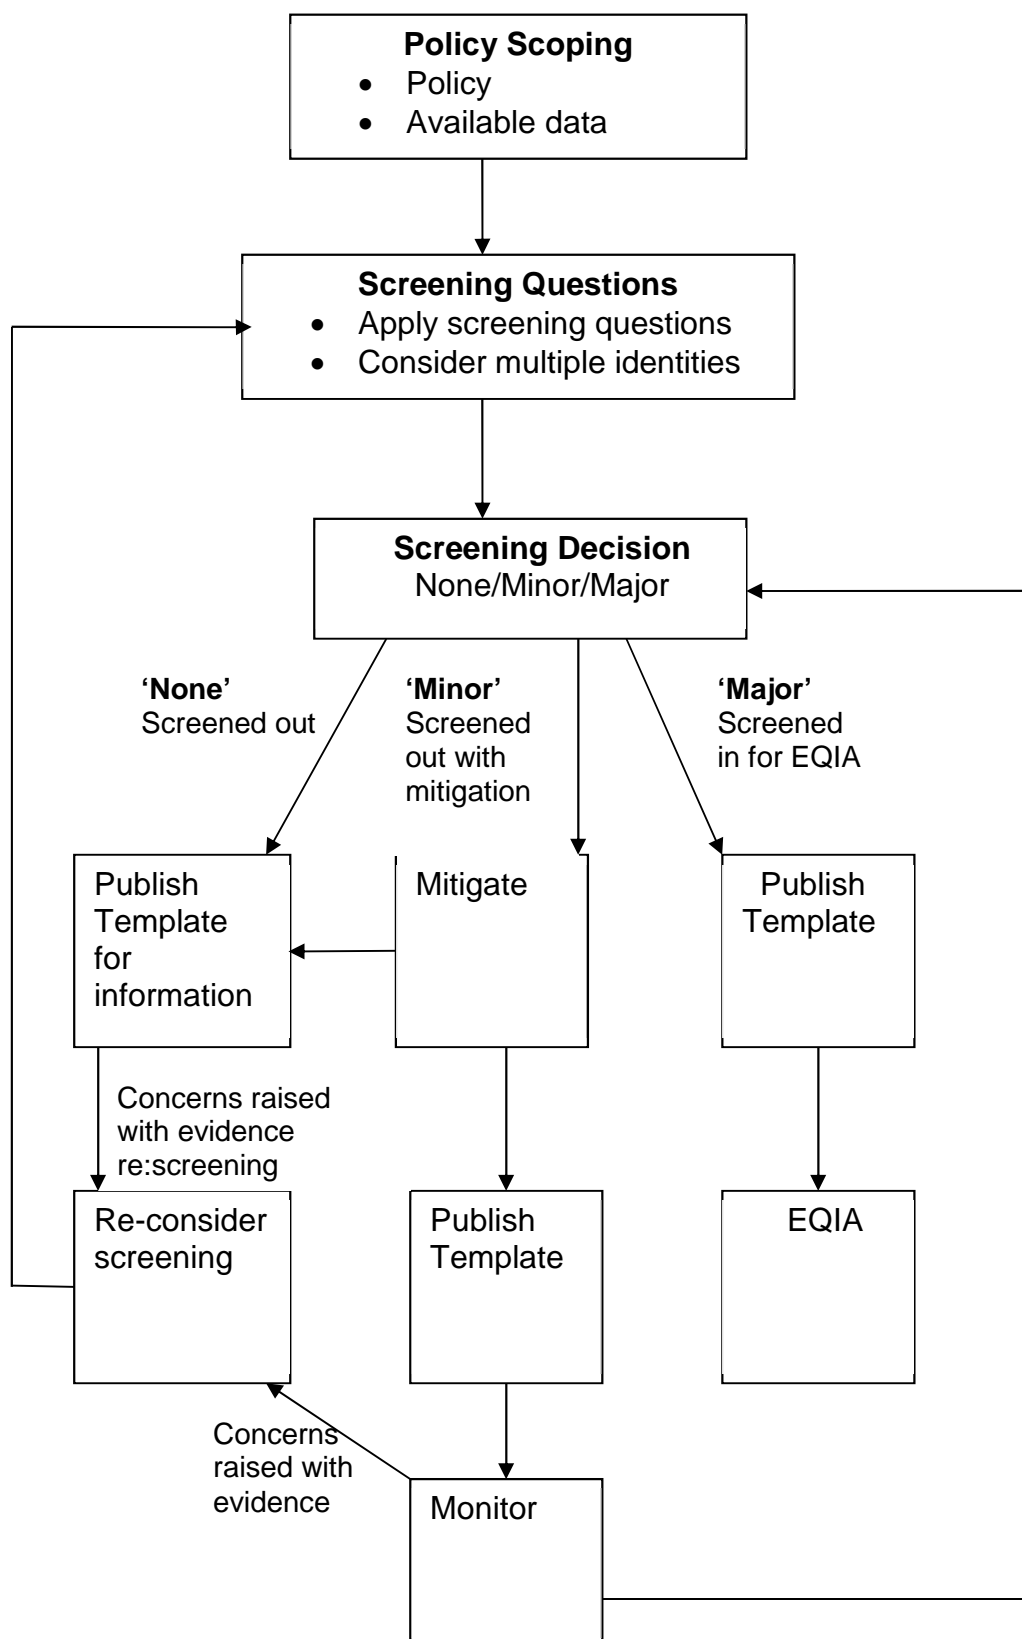 Policy Scoping
• Policy
• Available data
Screening Questions
• Apply screening questions
• Consider multiple identities
Screening Decision
None/Minor/Major
‘None’
Screened out
‘Minor’
Screened
out with
mitigation
‘Major’
Screened
in for EQIA
Publish
Template
for
information
Mitigate
Publish
Template
Concerns raised
with evidence
re:screening
Re-consider
screening
Publish
Template
EQIA
Concerns
raised with
evidence
Monitor